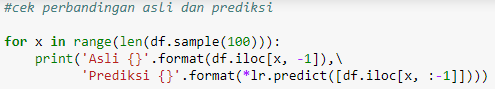 #cek perbandingan asli dan prediksi
for x in range(len(df.sample(100))):
print('Asli {}'.format(df.iloc[x, -1]),\
'Prediksi {}'.format(*lr.predict([df.iloc[x, :-1]])))